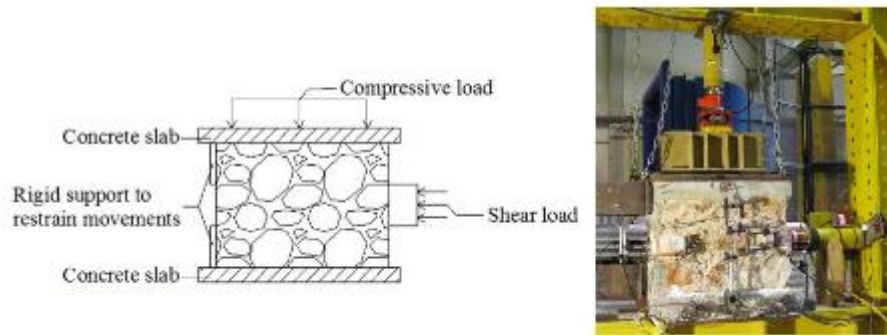 Compressive load
Concrete slab
Rigid support to
restrain movements
Shear load
Concrete slab